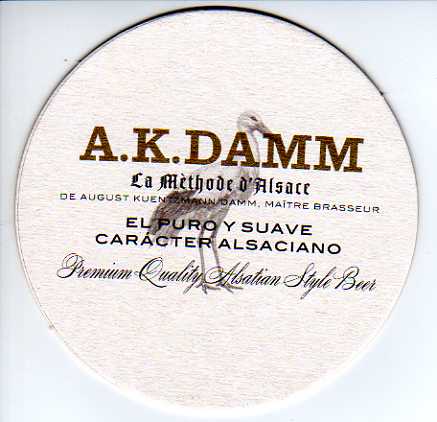 A.K.DAMM
La Mèthode d'Alsace
DE AUGUST KUENTZMANN DAMM, MAÎTRE BRASSEUR
EL PURO Y SUAVE
CARÁCTER ALSACIANO
Premium Quality Alsatian Style Beer